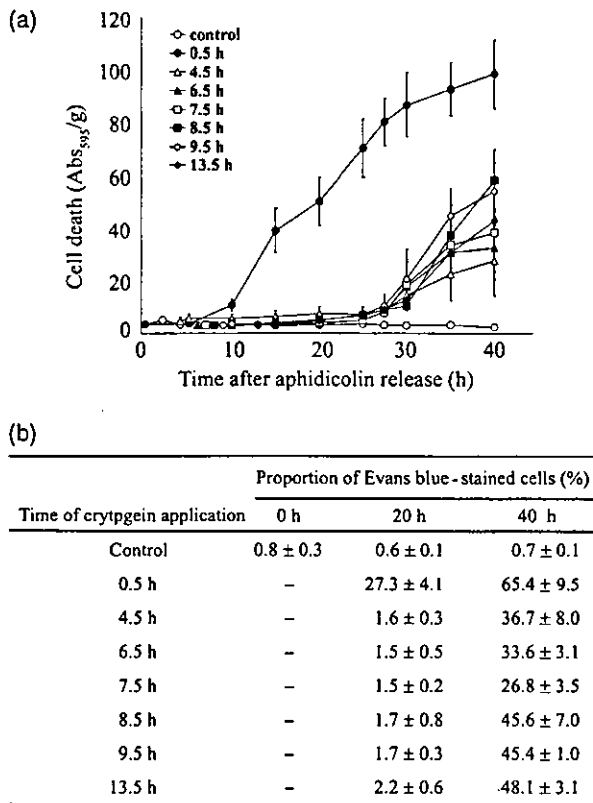 (a)
120
100
80
60
40
20
0
Cell death (Abs₅₉₅/g)
control
0.5 h
4.5 h
6.5 h
7.5 h
8.5 h
9.5 h
13.5 h
0 10 20 30 40
Time after aphidicolin release (h)
(b)
Proportion of Evans blue-stained cells (%)
Time of crytpgein application 0 h 20 h 40 h
Control 0.8 ± 0.3 0.6 ± 0.1 0.7 ± 0.1
0.5 h – 27.3 ± 4.1 65.4 ± 9.5
4.5 h – 1.6 ± 0.3 36.7 ± 8.0
6.5 h – 1.5 ± 0.5 33.6 ± 3.1
7.5 h – 1.5 ± 0.2 26.8 ± 3.5
8.5 h – 1.7 ± 0.8 45.6 ± 7.0
9.5 h – 1.7 ± 0.3 45.4 ± 1.0
13.5 h – 2.2 ± 0.6 48.1 ± 3.1